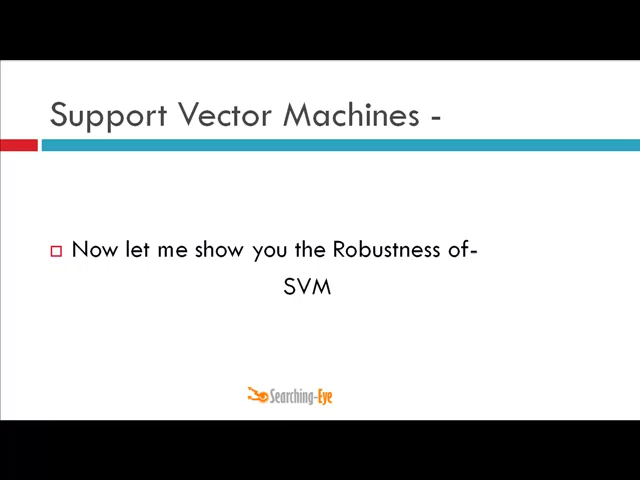 Support Vector Machines -
Now let me show you the Robustness of-
SVM
Searching-Eye